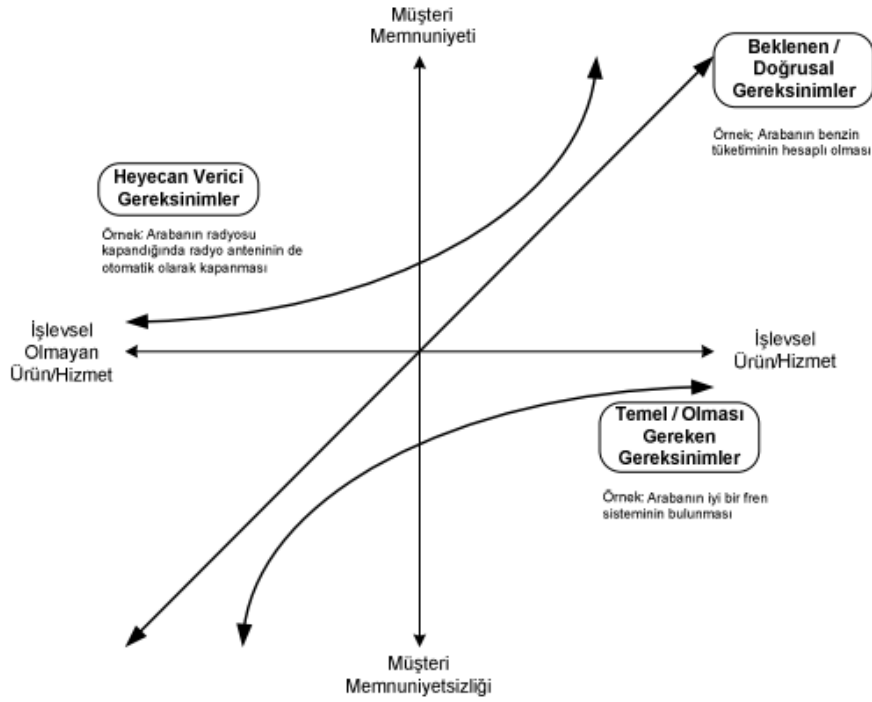 Müşteri
Memnuniyeti
Beklenen /
Doğrusal
Gereksinimler
Örnek; Arabanın benzin
tüketiminin hesaplı olması
Heyecan Verici
Gereksinimler
Örnek: Arabanın radyosu
kapandığında radyo anteninin de
otomatik olarak kapanması
İşlevsel
Olmayan
Ürün/Hizmet
İşlevsel
Ürün/Hizmet
Temel / Olması
Gereken
Gereksinimler
Örnek: Arabanın iyi bir fren
sisteminin bulunması
Müşteri
Memnuniyetsizliği